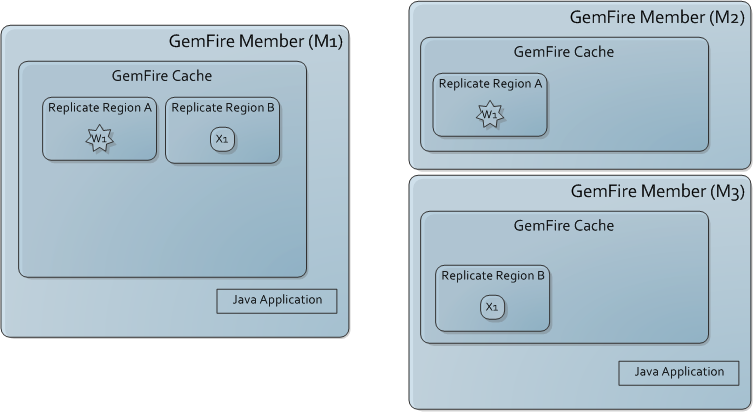 GemFire Member (M1)
GemFire Cache
Replicate Region A
W1
Replicate Region B
X1
Java Application
GemFire Member (M2)
GemFire Cache
Replicate Region A
W1
GemFire Member (M3)
GemFire Cache
Replicate Region B
X1
Java Application